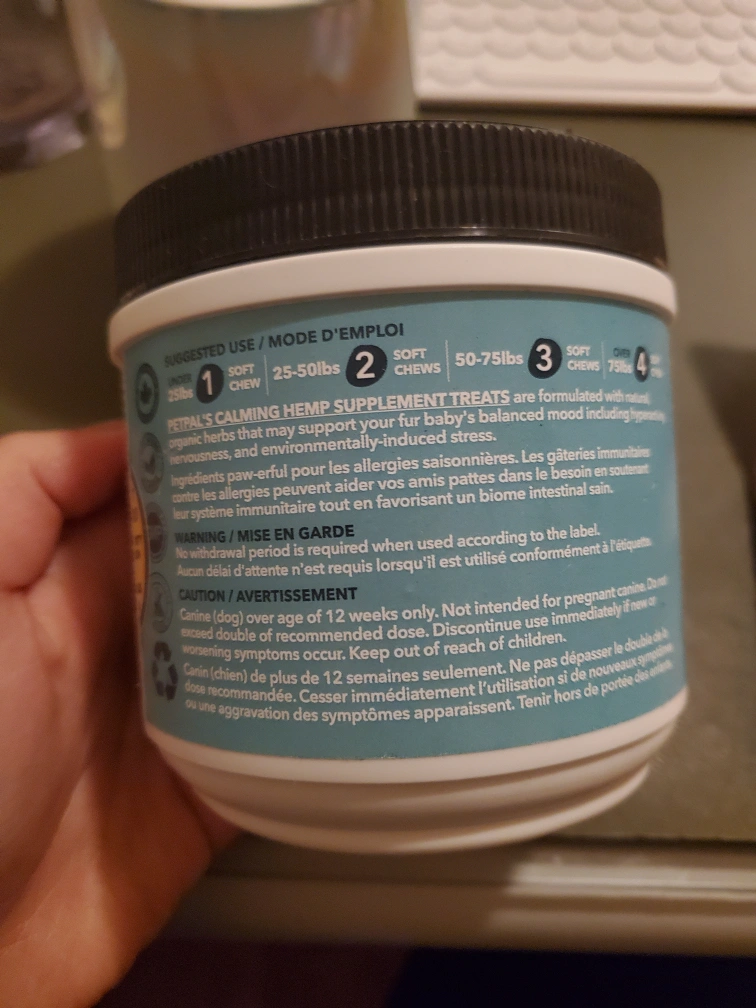 SUGGESTED USE / MODE D'EMPLOI
UNDER 25lbs 1 SOFT CHEW 25-50lbs 2 SOFT CHEWS 50-75lbs 3 SOFT CHEWS OVER 75lbs 4
PETPAL'S CALMING HEMP SUPPLEMENT TREATS are formulated with natural,
organic herbs that may support your fur baby's balanced mood including hyperactivity,
nervousness, and environmentally-induced stress.
Ingrédients paw-erful pour les allergies saisonnières. Les gâteries immunitaires
contre les allergies peuvent aider vos amis pattes dans le besoin en soutenant
leur système immunitaire tout en favorisant un biome intestinal sain.
WARNING / MISE EN GARDE
No withdrawal period is required when used according to the label.
Aucun délai d'attente n'est requis lorsqu'il est utilisé conformément à l'étiquette.
CAUTION / AVERTISSEMENT
Canine (dog) over age of 12 weeks only. Not intended for pregnant canine. Do not
exceed double of recommended dose. Discontinue use immediately if new or
worsening symptoms occur. Keep out of reach of children.
Canin (chien) de plus de 12 semaines seulement. Ne pas dépasser le double de la
dose recommandée. Cesser immédiatement l'utilisation si de nouveaux symptômes
ou une aggravation des symptômes apparaissent. Tenir hors de portée des enfants.